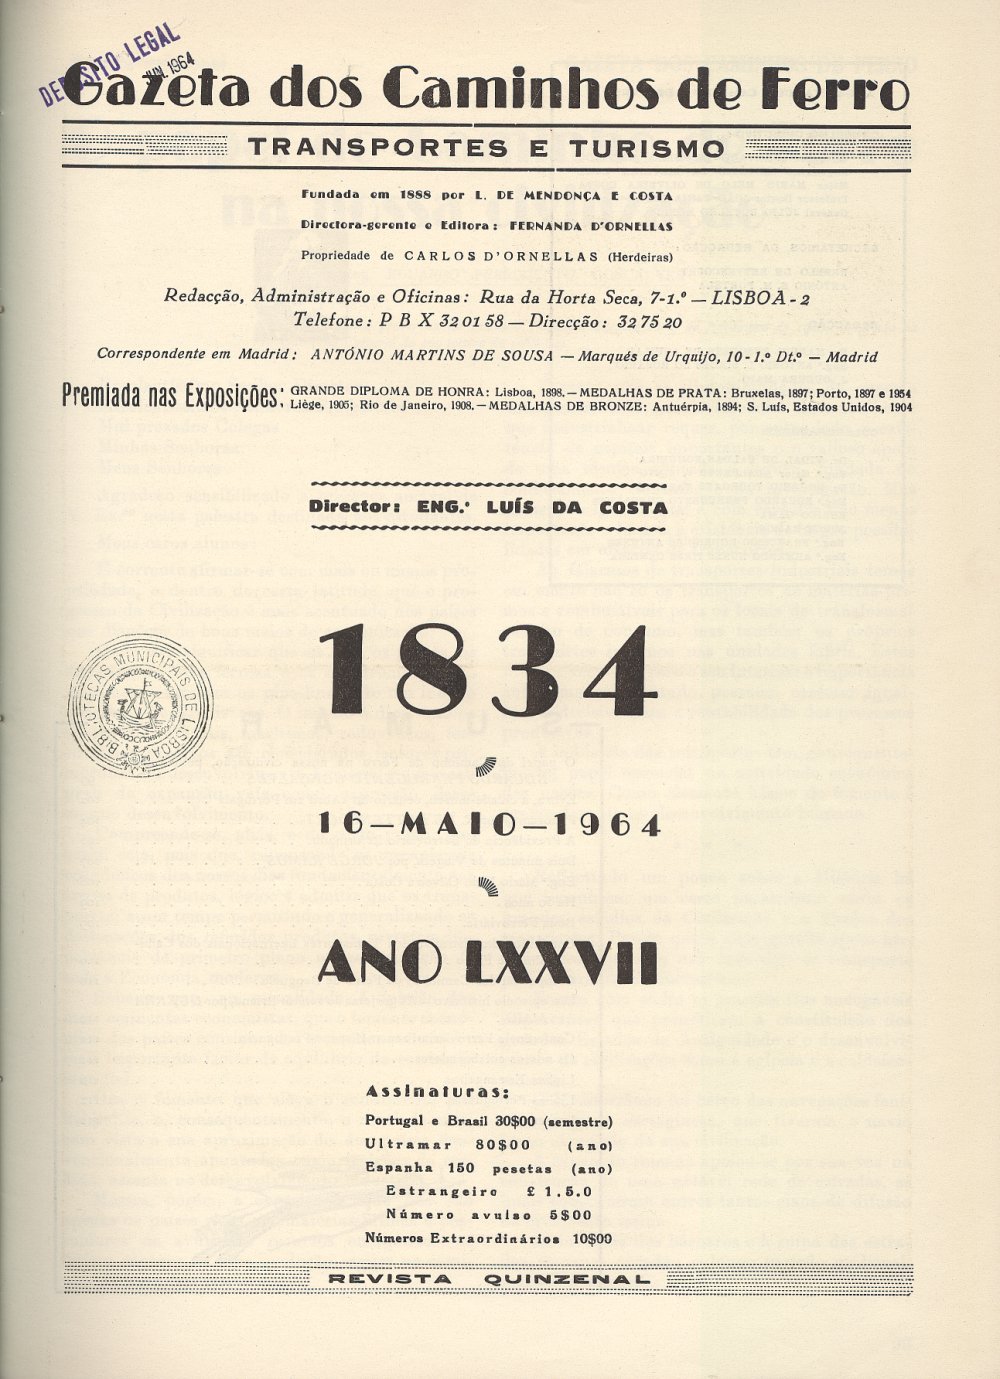 DEPÓSITO LEGAL
JUN. 1964
Gazeta dos Caminhos de Ferro
TRANSPORTES E TURISMO
Fundada em 1888 por L. DE MENDONÇA E COSTA
Directora-gerente e Editora: FERNANDA D'ORNELLAS
Propriedade de CARLOS D'ORNELLAS (Herdeiras)
Redacção, Administração e Oficinas: Rua da Horta Seca, 7-1.º — LISBOA-2
Telefone: P B X 32 01 58 — Direcção: 32 75 20
Correspondente em Madrid: ANTÓNIO MARTINS DE SOUSA — Marqués de Urquijo, 10-1.º Dt.º — Madrid
Premiada nas Exposições: GRANDE DIPLOMA DE HONRA: Lisboa, 1898. — MEDALHAS DE PRATA: Bruxelas, 1897; Porto, 1897 e 1954
Liège, 1905; Rio de Janeiro, 1908. — MEDALHAS DE BRONZE: Antuérpia, 1894; S. Luís, Estados Unidos, 1904
Director: ENG.º LUÍS DA COSTA
1834
BIBLIOTECAS MUNICIPAIS DE LISBOA
16—MAIO—1964
ANO LXXVII
Assinaturas:
Portugal e Brasil 30$00 (semestre)
Ultramar 80$00 (ano)
Espanha 150 pesetas (ano)
Estrangeiro £ 1.5.0
Número avulso 5$00
Números Extraordinários 10$00
REVISTA QUINZENAL